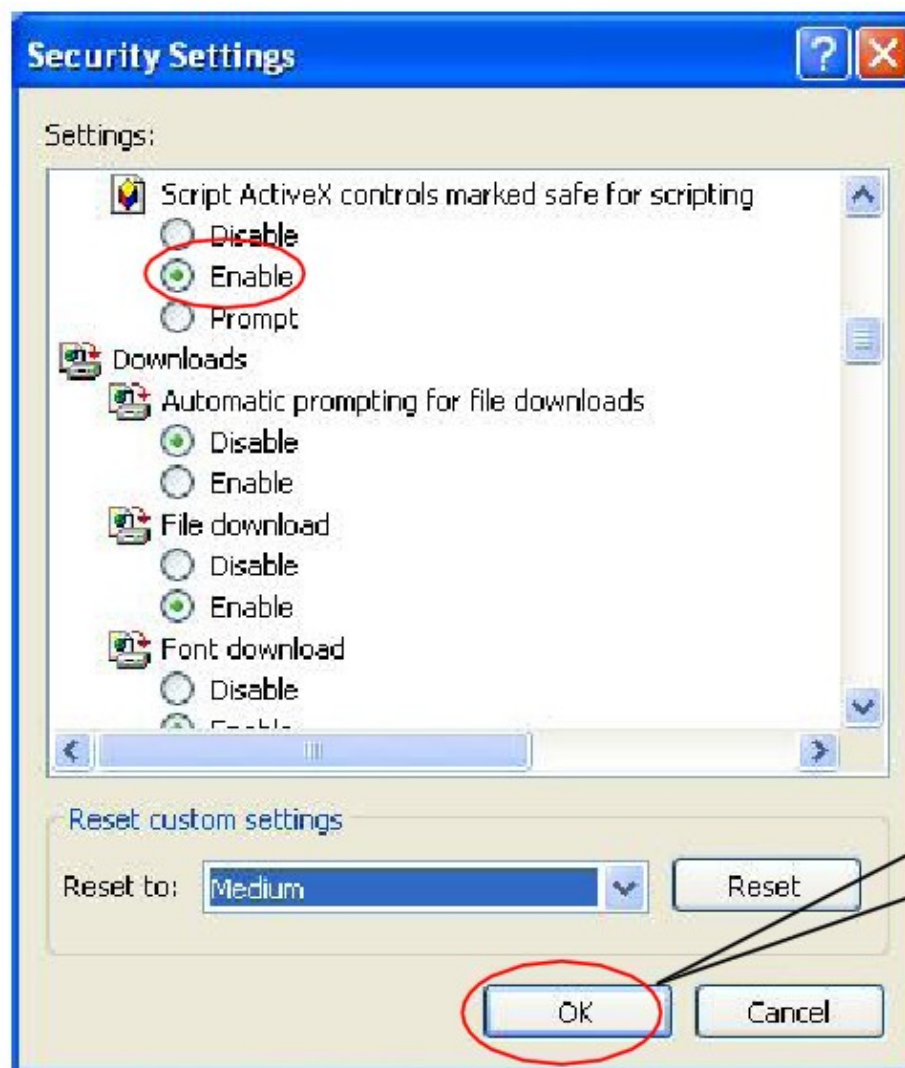 Security Settings
Settings:
Script ActiveX controls marked safe for scripting
Disable
Enable
Prompt
Downloads
Automatic prompting for file downloads
Disable
Enable
File download
Disable
Enable
Font download
Disable
Enable
Reset custom settings
Reset to: Medium Reset
OK Cancel